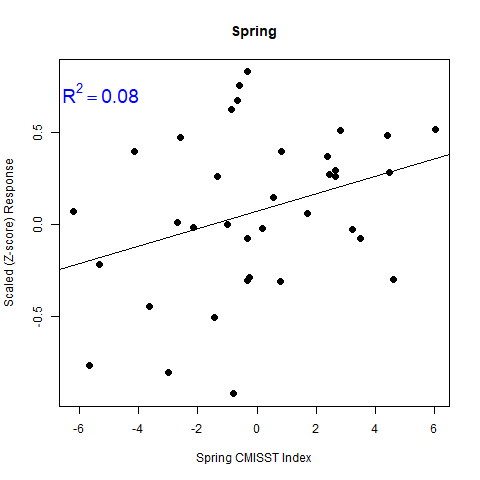 Spring
R² = 0.08
Scaled (Z-score) Response
0.5
0.0
-0.5
-6 -4 -2 0 2 4 6
Spring CMISST Index